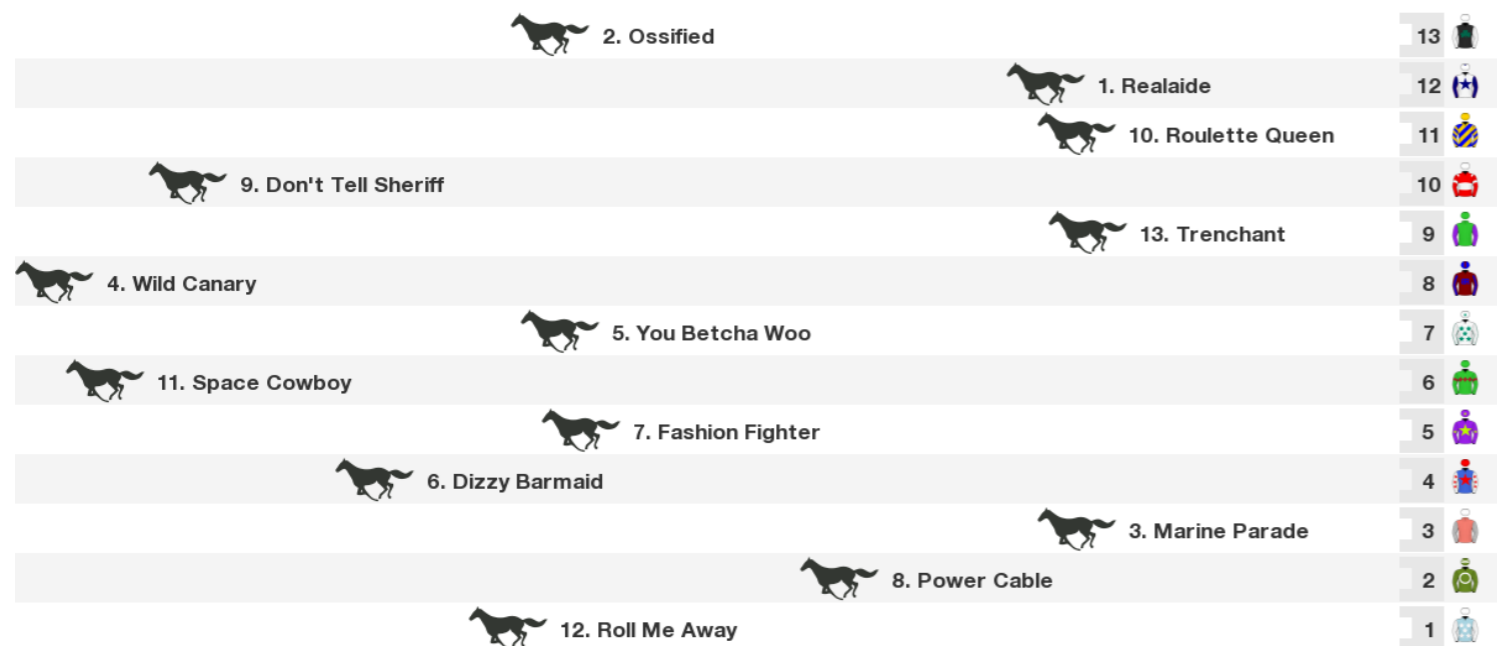 2. Ossified 13
1. Realaide 12
10. Roulette Queen 11
9. Don't Tell Sheriff 10
13. Trenchant 9
4. Wild Canary 8
5. You Betcha Woo 7
11. Space Cowboy 6
7. Fashion Fighter 5
6. Dizzy Barmaid 4
3. Marine Parade 3
8. Power Cable 2
12. Roll Me Away 1